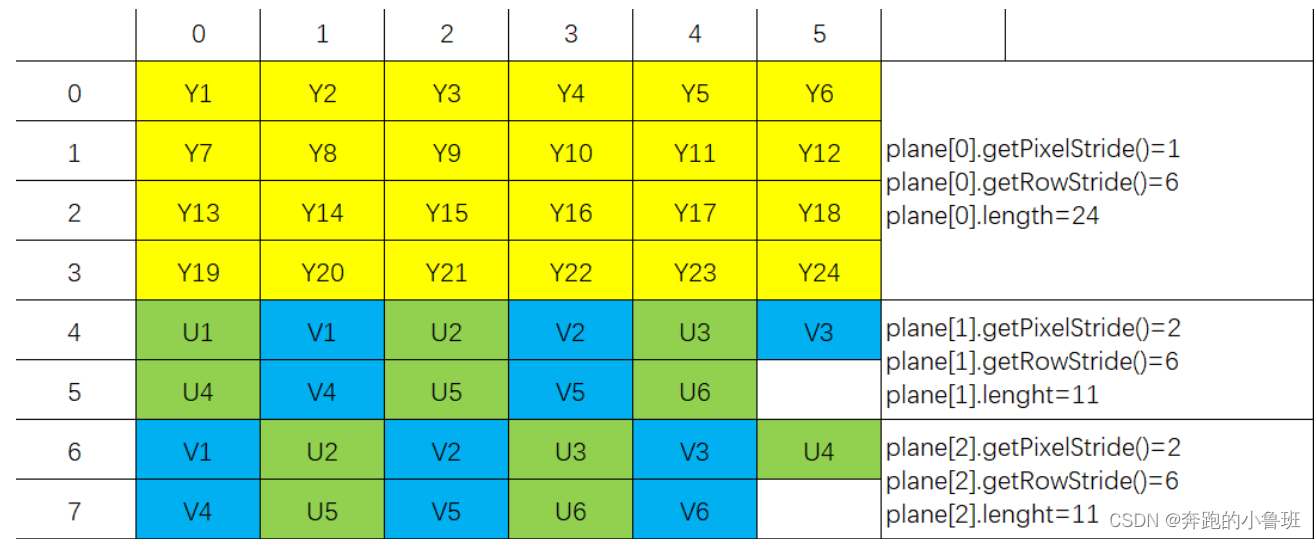 0 1 2 3 4 5
0 Y1 Y2 Y3 Y4 Y5 Y6
1 Y7 Y8 Y9 Y10 Y11 Y12
plane[0].getPixelStride()=1
plane[0].getRowStride()=6
2 Y13 Y14 Y15 Y16 Y17 Y18
plane[0].length=24
3 Y19 Y20 Y21 Y22 Y23 Y24
4 U1 V1 U2 V2 U3 V3
plane[1].getPixelStride()=2
plane[1].getRowStride()=6
5 U4 V4 U5 V5 U6
plane[1].lenght=11
6 V1 U2 V2 U3 V3 U4
plane[2].getPixelStride()=2
plane[2].getRowStride()=6
7 V4 U5 V5 U6 V6
plane[2].lenght=11
CSDN @奔跑的小鲁班